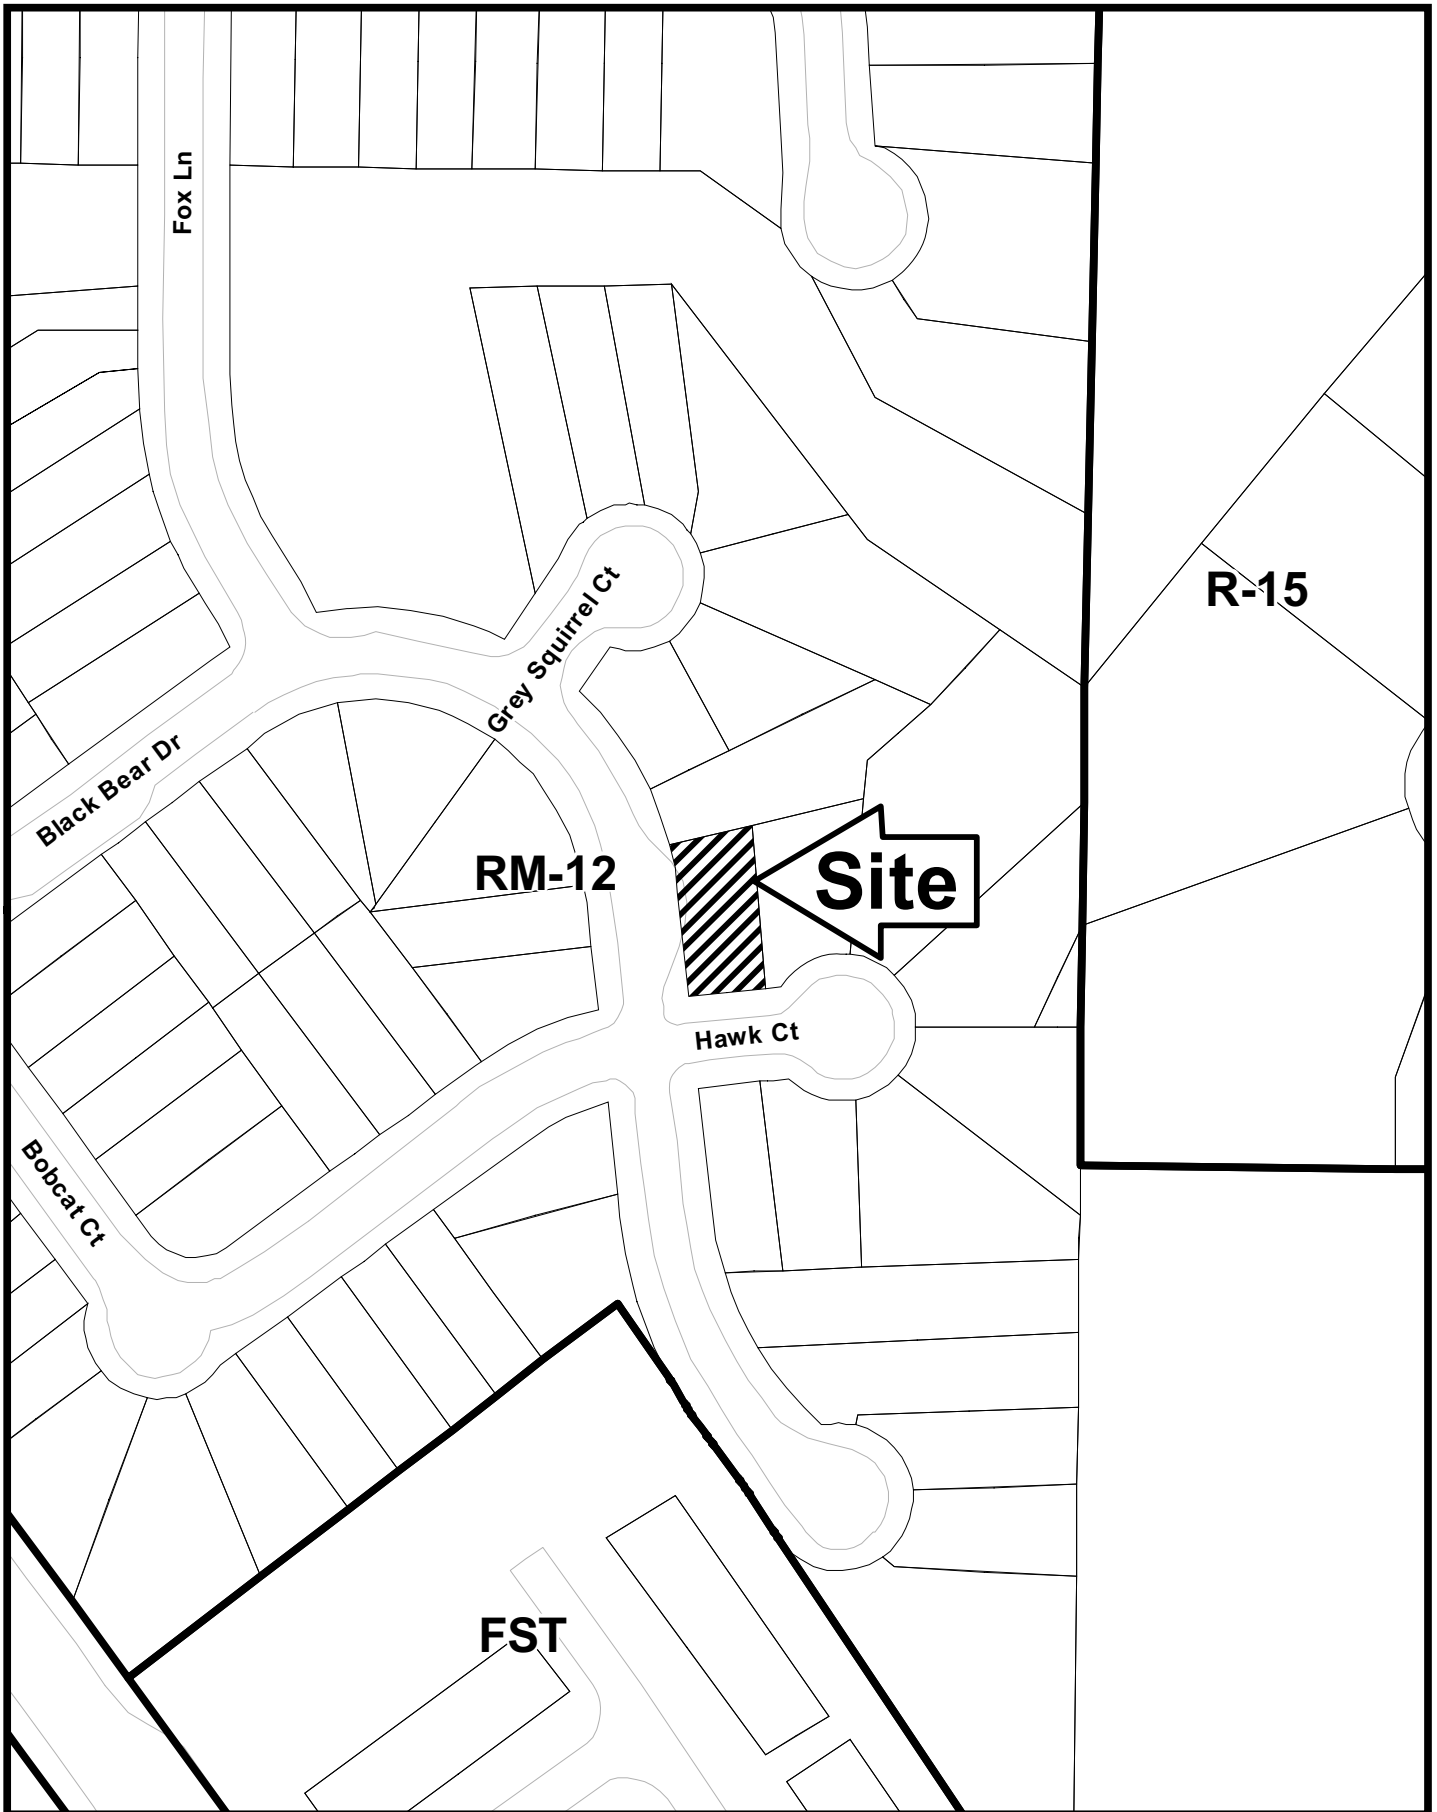 Fox Ln
R-15
Grey Squirrel Ct
Black Bear Dr
RM-12
Site
Hawk Ct
Bobcat Ct
FST